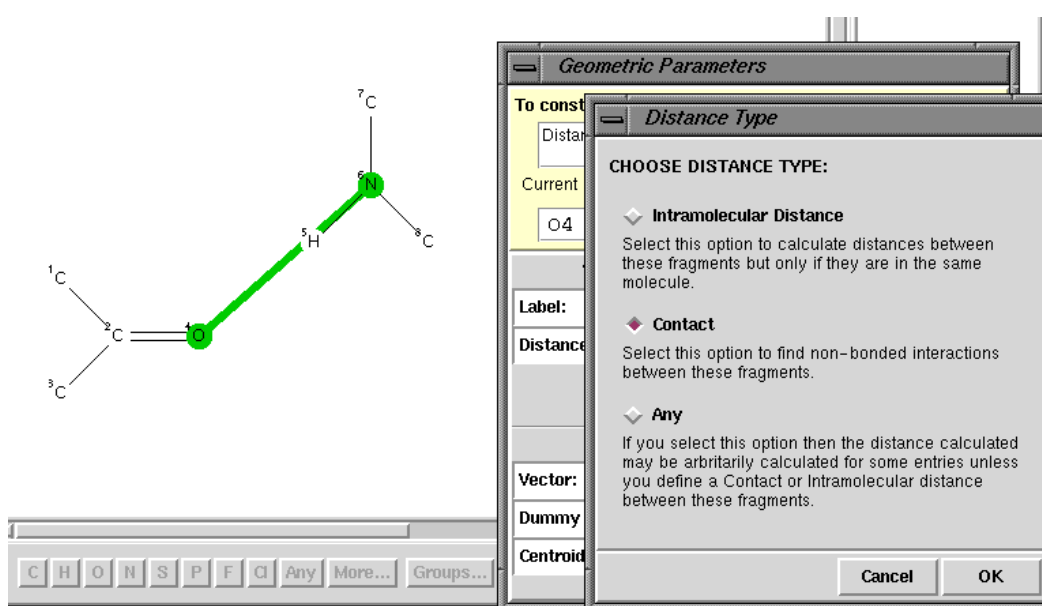 7C
6N
5H
8C
1C
2C
4O
3C
Geometric Parameters
To const
Distan
Current
O4
Label:
Distance
Vector:
Dummy
Centroid
Distance Type
CHOOSE DISTANCE TYPE:
Intramolecular Distance
Select this option to calculate distances between
these fragments but only if they are in the same
molecule.
Contact
Select this option to find non-bonded interactions
between these fragments.
Any
If you select this option then the distance calculated
may be arbritarily calculated for some entries unless
you define a Contact or Intramolecular distance
between these fragments.
Cancel OK
C H O N S P F Cl Any More... Groups...